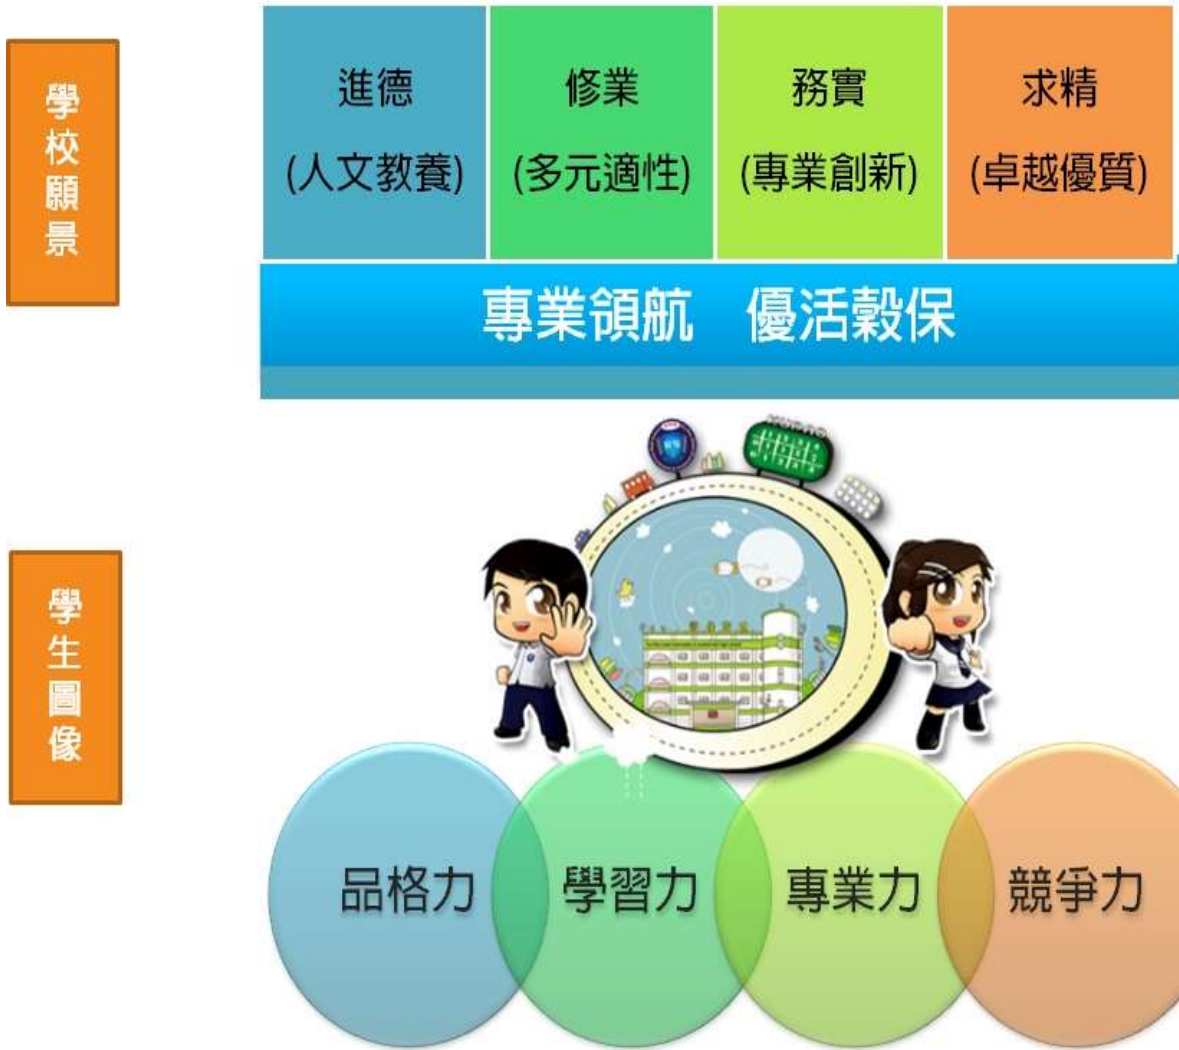 學校願景
進德
(人文教養)
修業
(多元適性)
務實
(專業創新)
求精
(卓越優質)
專業領航 優活穀保
學生圖像
品格力
學習力
專業力
競爭力